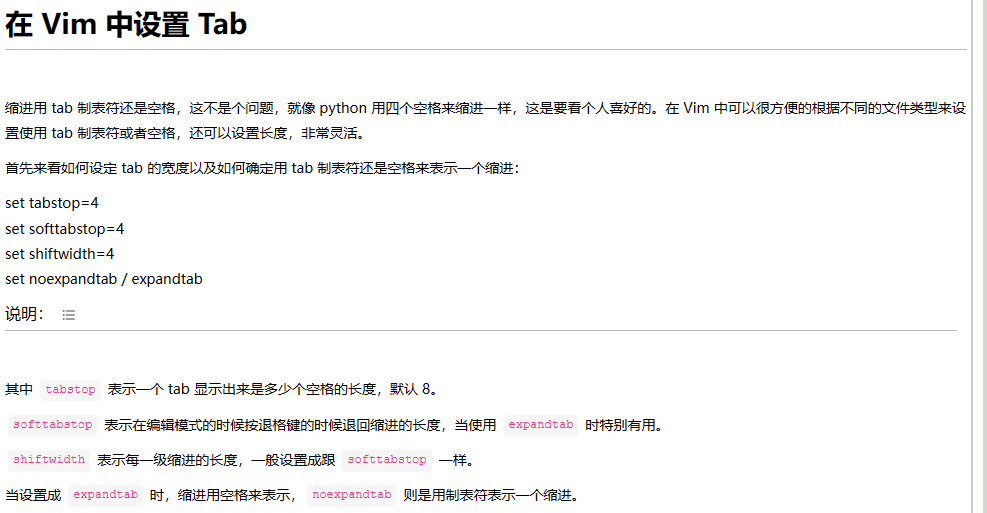 在 Vim 中设置 Tab
缩进用 tab 制表符还是空格，这不是个问题，就像 python 用四个空格来缩进一样，这是要看个人喜好的。在 Vim 中可以很方便的根据不同的文件类型来设
置使用 tab 制表符或者空格，还可以设置长度，非常灵活。
首先来看如何设定 tab 的宽度以及如何确定用 tab 制表符还是空格来表示一个缩进：
set tabstop=4
set softtabstop=4
set shiftwidth=4
set noexpandtab / expandtab
说明：
其中 tabstop 表示一个 tab 显示出来是多少个空格的长度，默认 8。
softtabstop 表示在编辑模式的时候按退格键的时候退回缩进的长度，当使用 expandtab 时特别有用。
shiftwidth 表示每一级缩进的长度，一般设置成跟 softtabstop 一样。
当设置成 expandtab 时，缩进用空格来表示， noexpandtab 则是用制表符表示一个缩进。